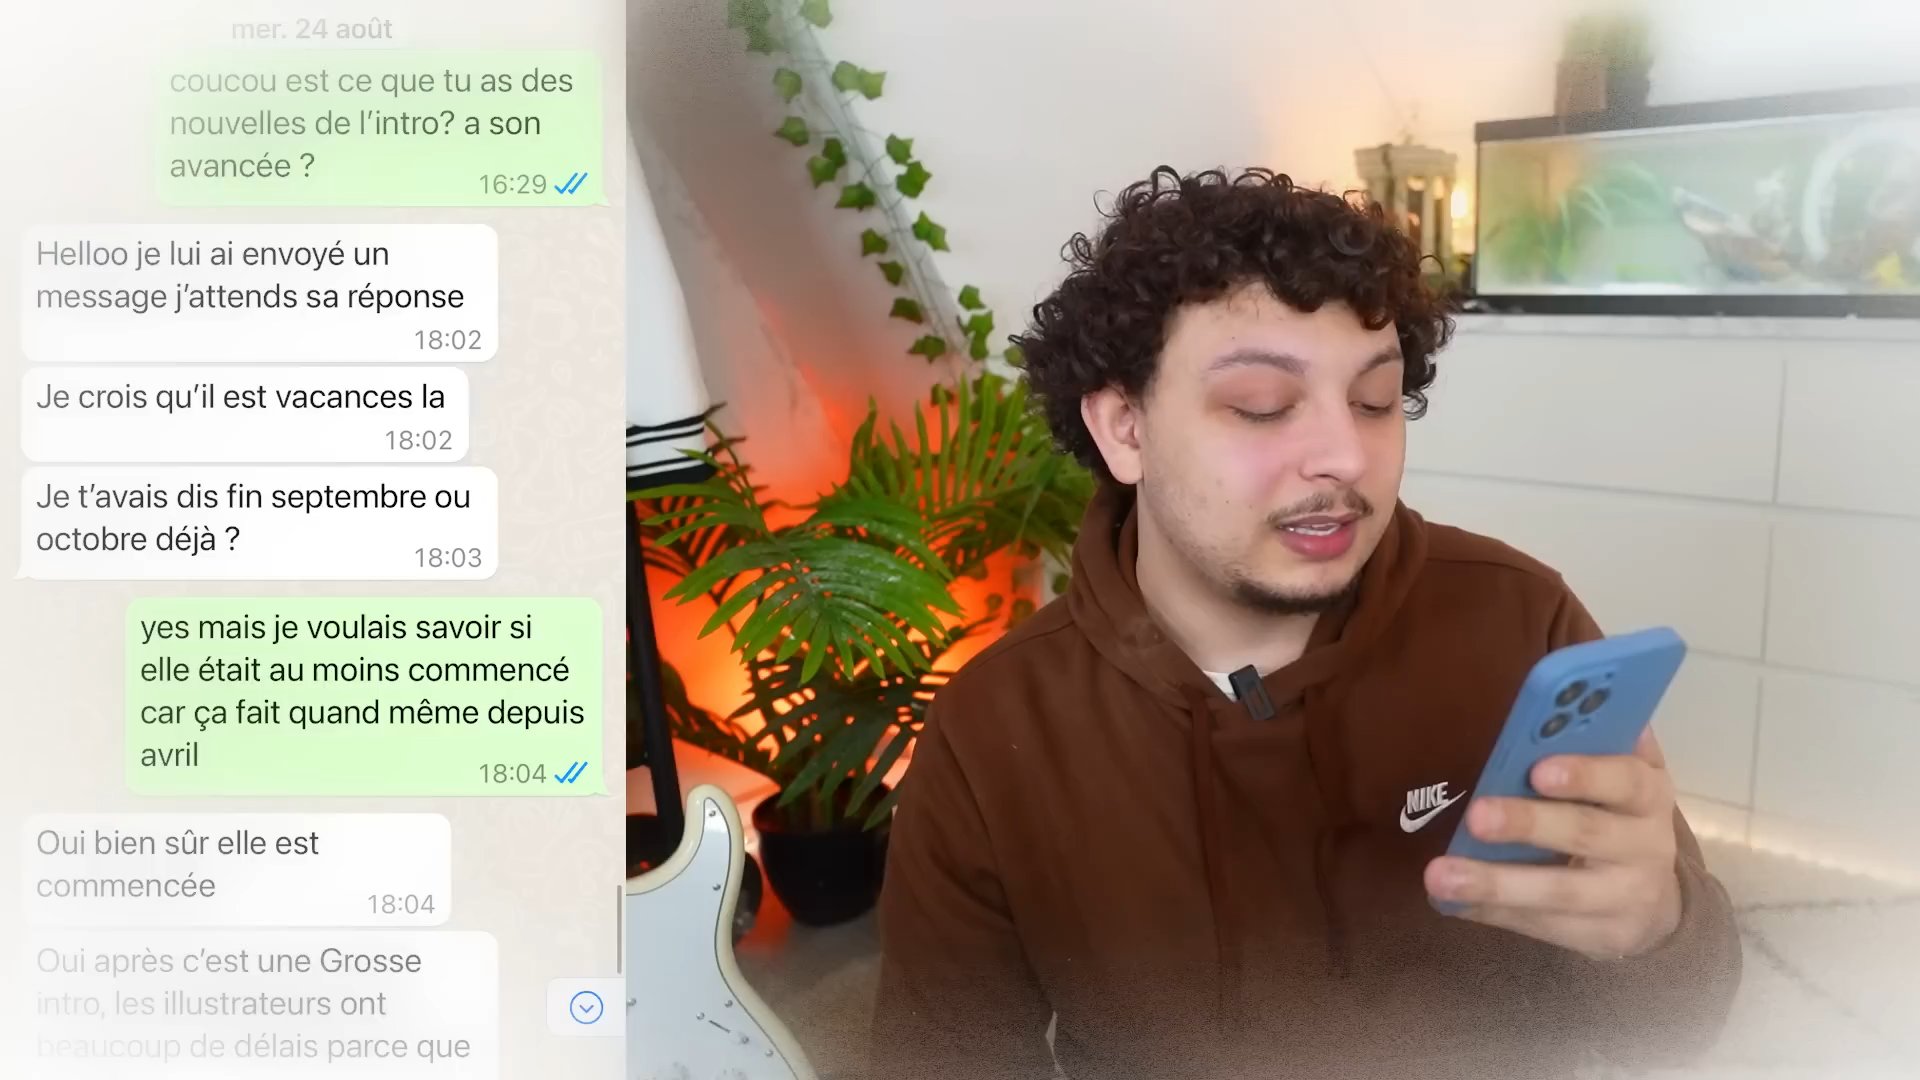 mer. 24 août
coucou est ce que tu as des
nouvelles de l'intro? a son
avancée ?
16:29
Helloo je lui ai envoyé un
message j'attends sa réponse
18:02
Je crois qu'il est vacances la
18:02
Je t'avais dis fin septembre ou
octobre déjà ?
18:03
yes mais je voulais savoir si
elle était au moins commencé
car ça fait quand même depuis
avril
18:04
Oui bien sûr elle est
commencée
18:04
Oui après c'est une Grosse
intro, les illustrateurs ont
beaucoup de délais parce que
NIKE